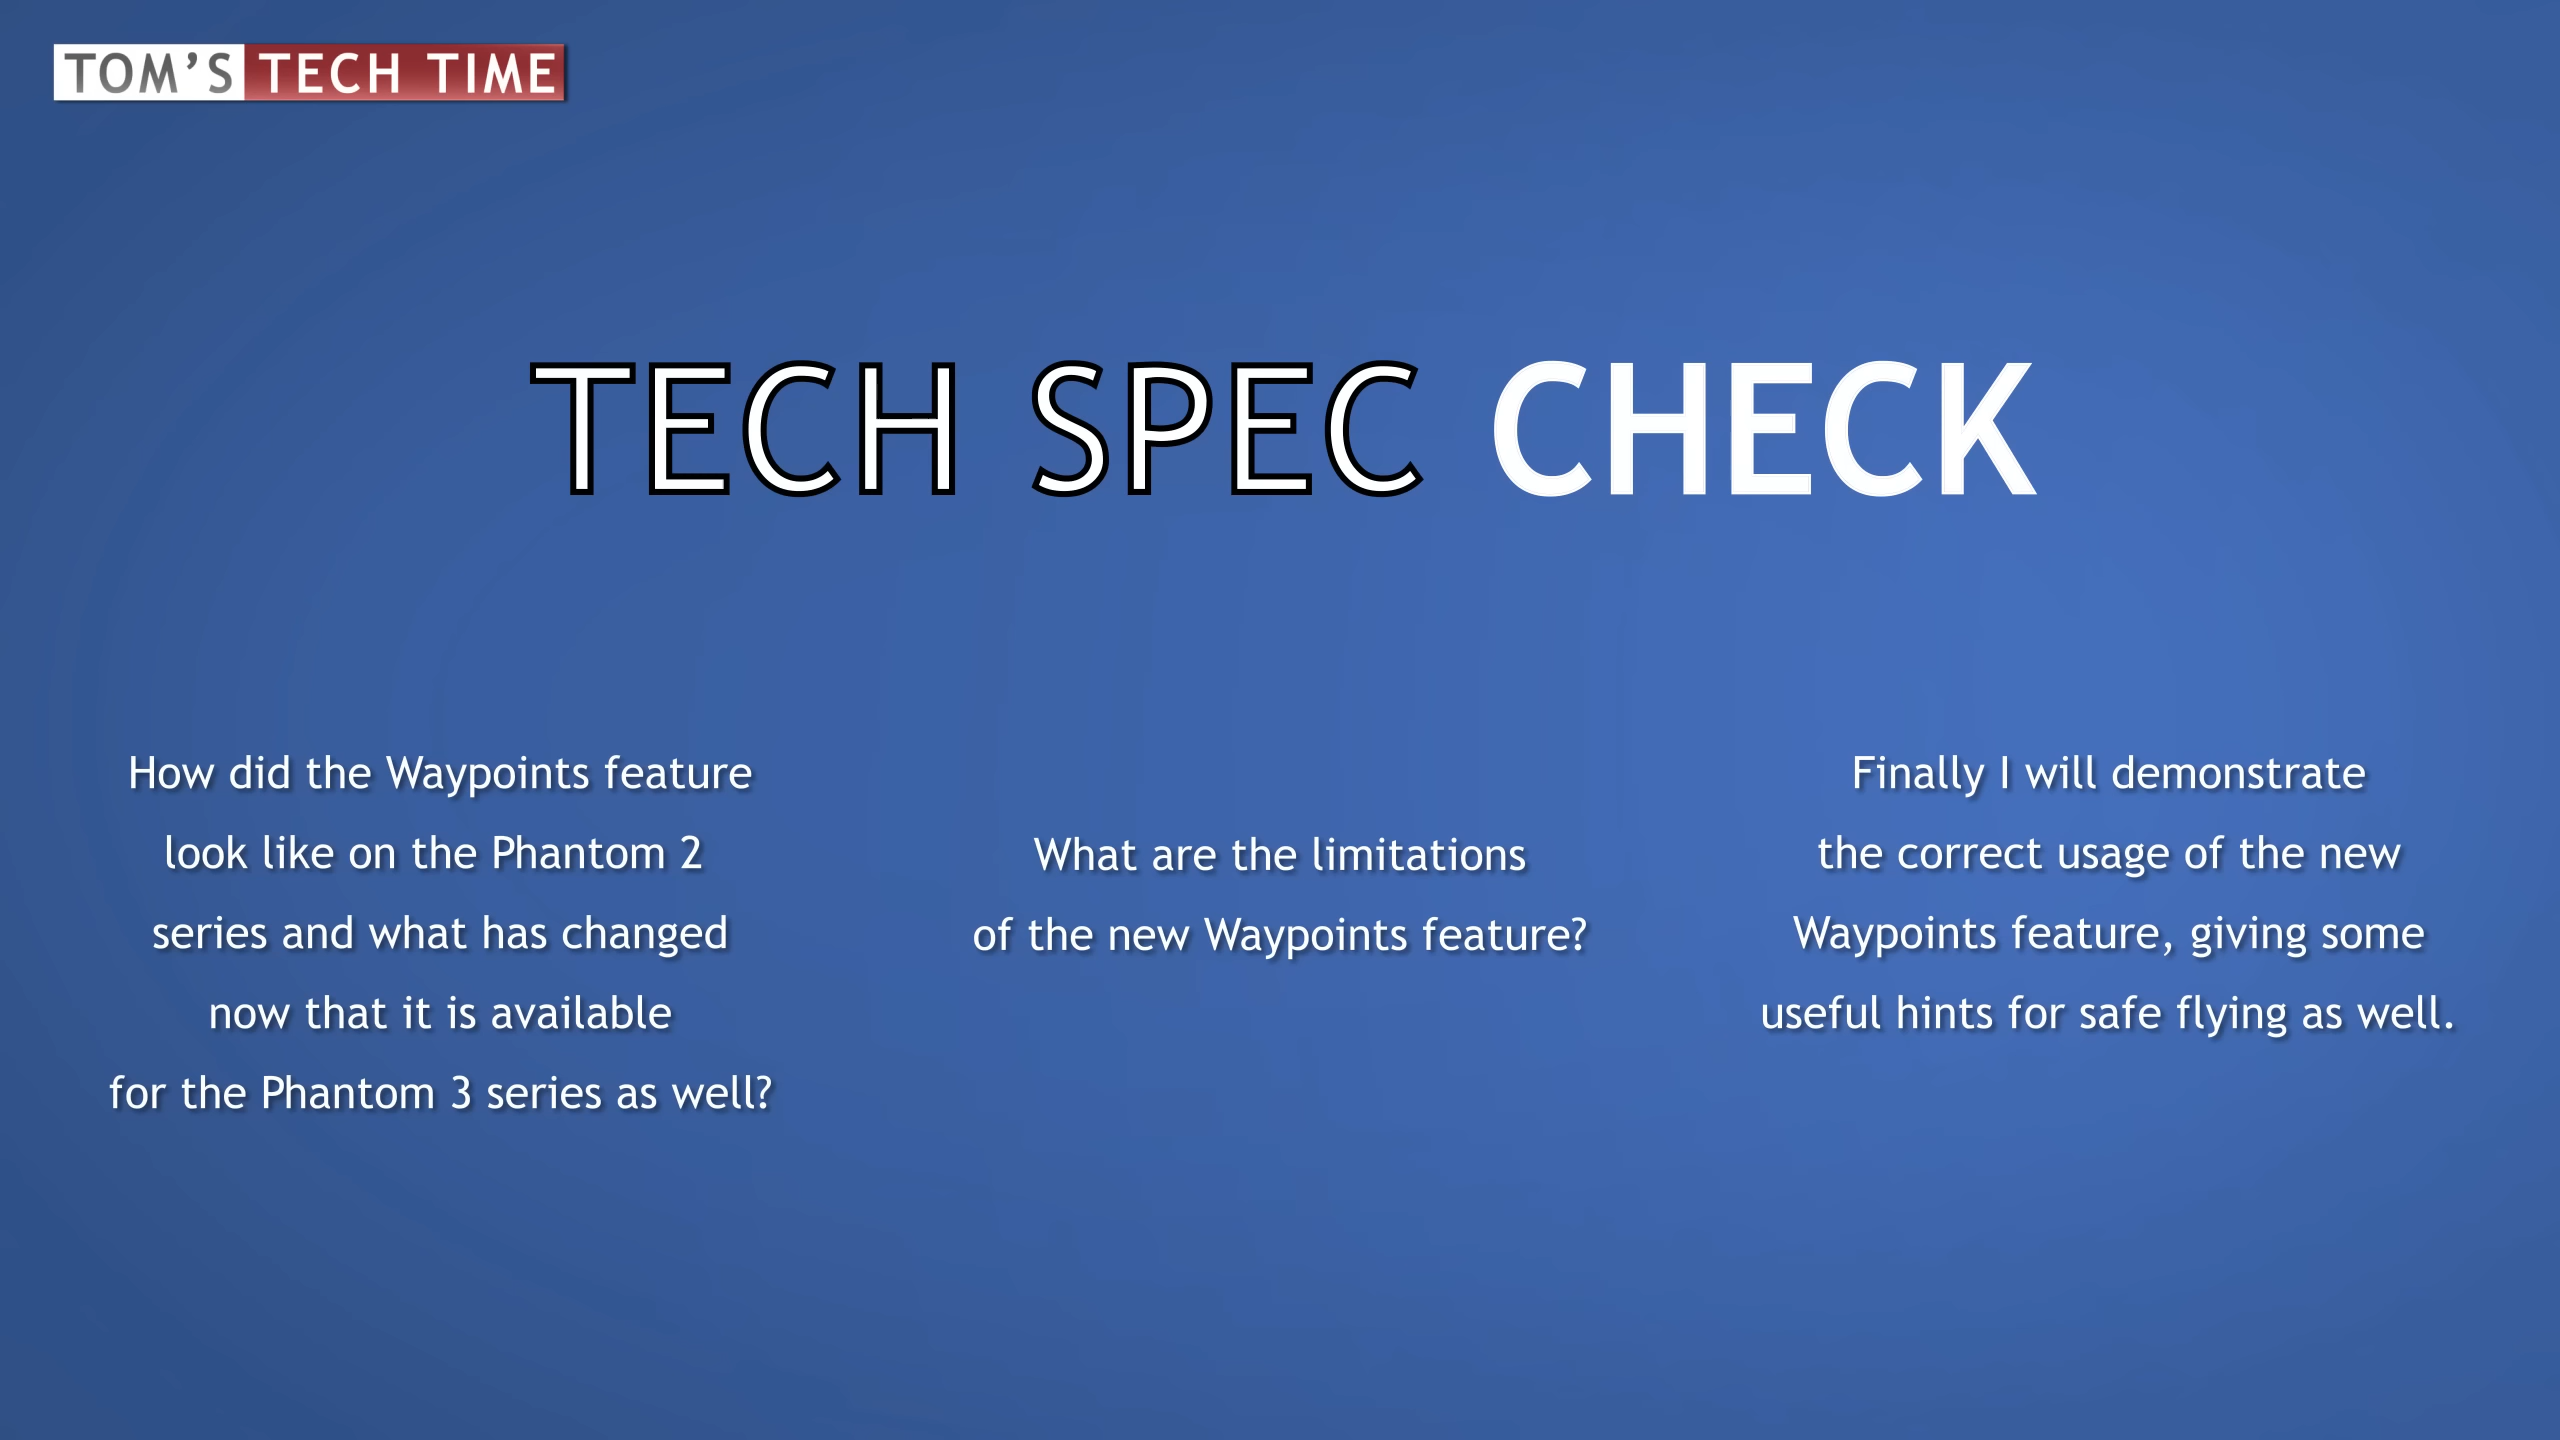 TOM'S TECH TIME
TECH SPEC CHECK
How did the Waypoints feature
look like on the Phantom 2
series and what has changed
now that it is available
for the Phantom 3 series as well?
What are the limitations
of the new Waypoints feature?
Finally I will demonstrate
the correct usage of the new
Waypoints feature, giving some
useful hints for safe flying as well.